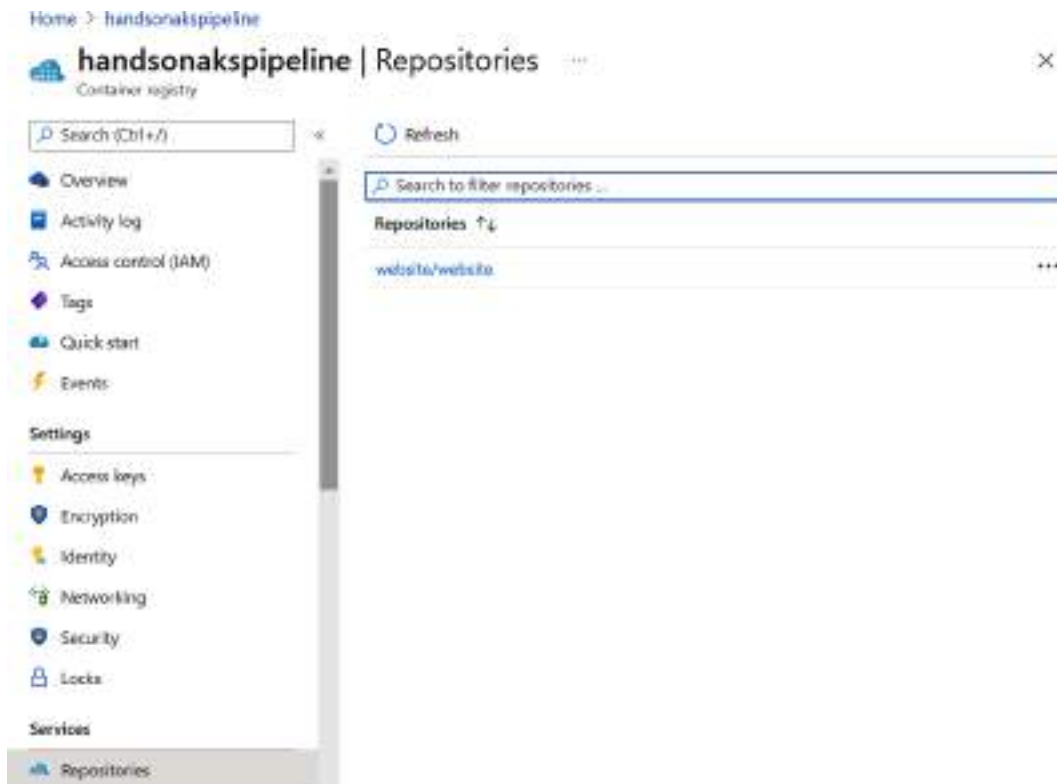 Home > handsonakspipeline
handsonakspipeline | Repositories ...
Container registry
Search (Ctrl+/)
«
Refresh
Overview
Search to filter repositories ...
Activity log
Repositories ↑↓
Access control (IAM)
website/website
Tags
Quick start
Events
Settings
Access keys
Encryption
Identity
Networking
Security
Locks
Services
Repositories